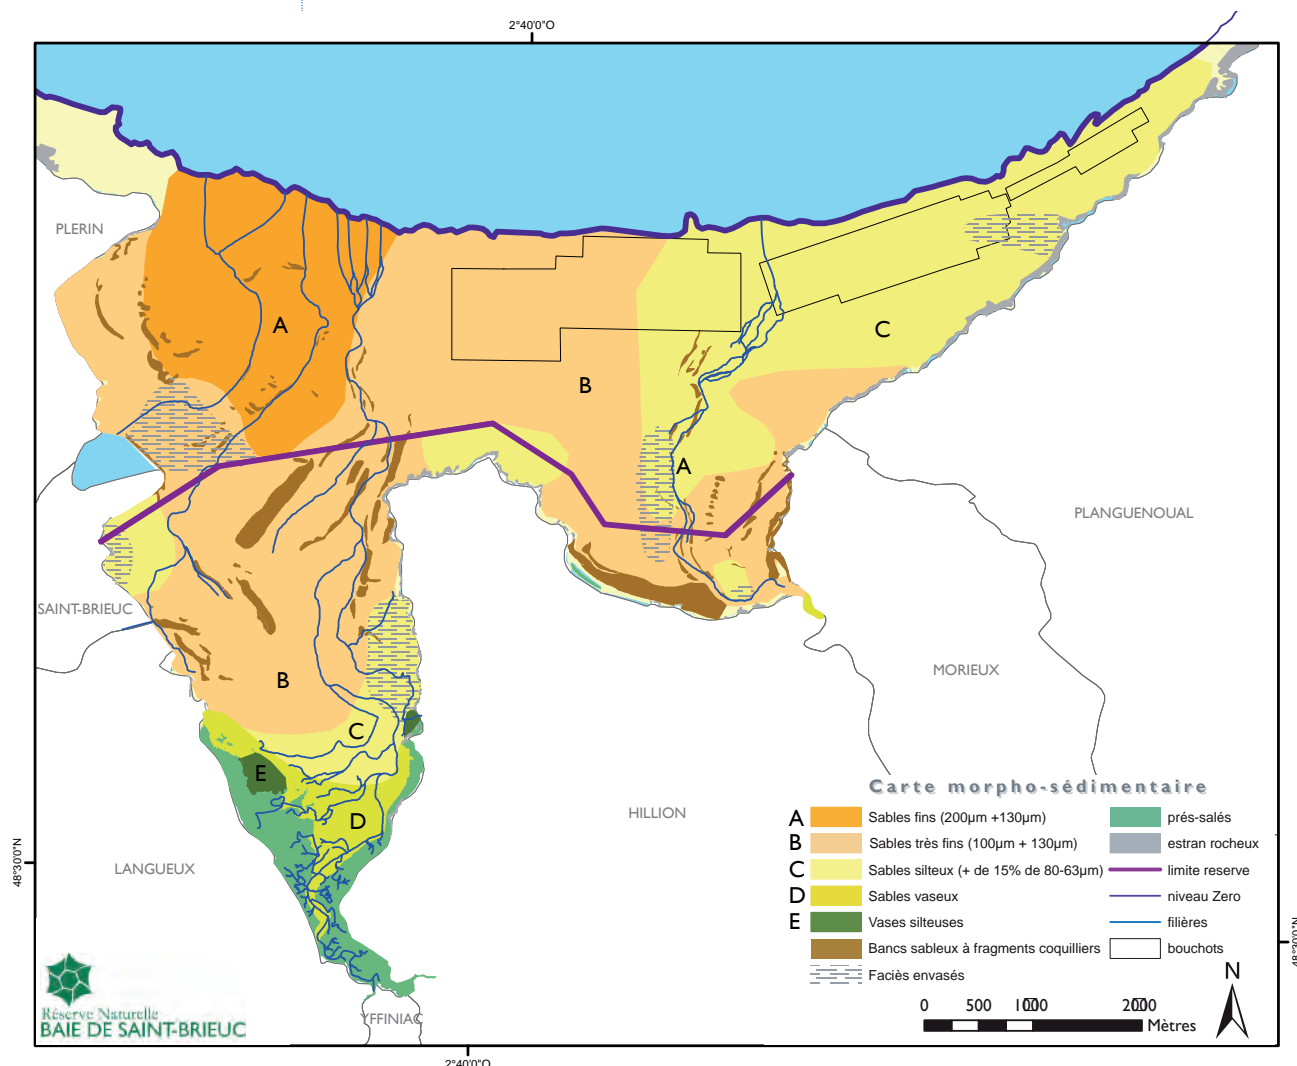 2°40'0"O
PLERIN
A
C
B
A
PLANGUENOUAL
SAINT-BRIEUC
MORIEUX
B
C
E
D
HILLION
LANGUEUX
48°30'0"N
48°30'0"N
YFFINIAC
2°40'0"O
Carte morpho-sédimentaire
A Sables fins (200µm +130µm)
B Sables très fins (100µm + 130µm)
C Sables silteux (+ de 15% de 80-63µm)
D Sables vaseux
E Vases silteuses
Bancs sableux à fragments coquilliers
Faciès envasés
prés-salés
estran rocheux
limite reserve
niveau Zero
filières
bouchots
N
0 500 1000 2000
Mètres
Réserve Naturelle
BAIE DE SAINT-BRIEUC